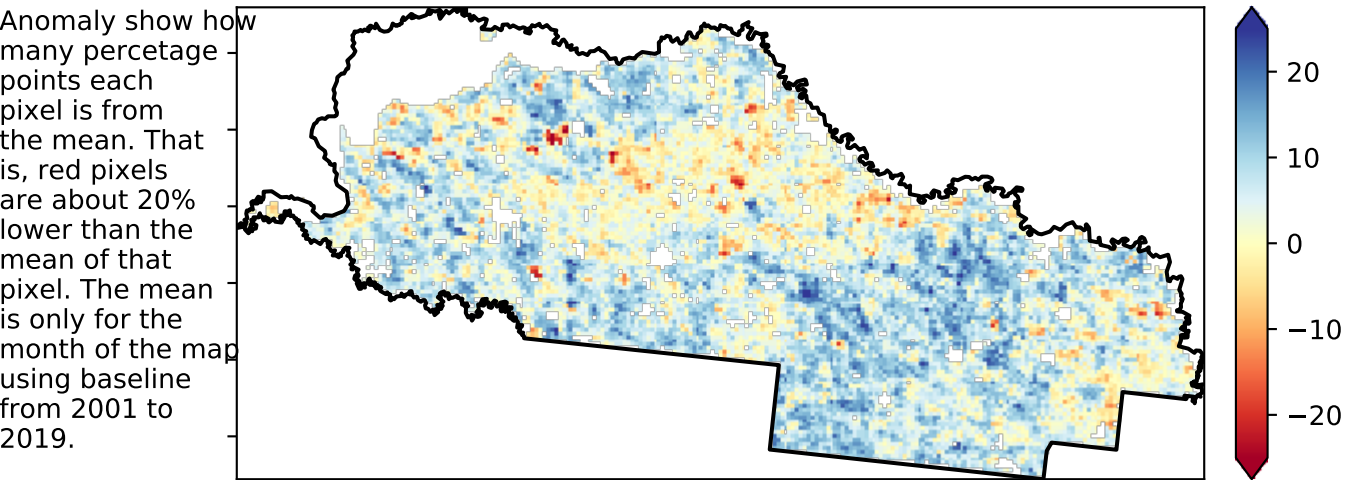 Anomaly show how
many percetage
points each
pixel is from
the mean. That
is, red pixels
are about 20%
lower than the
mean of that
pixel. The mean
is only for the
month of the map
using baseline
from 2001 to
2019.
20
10
0
−10
−20